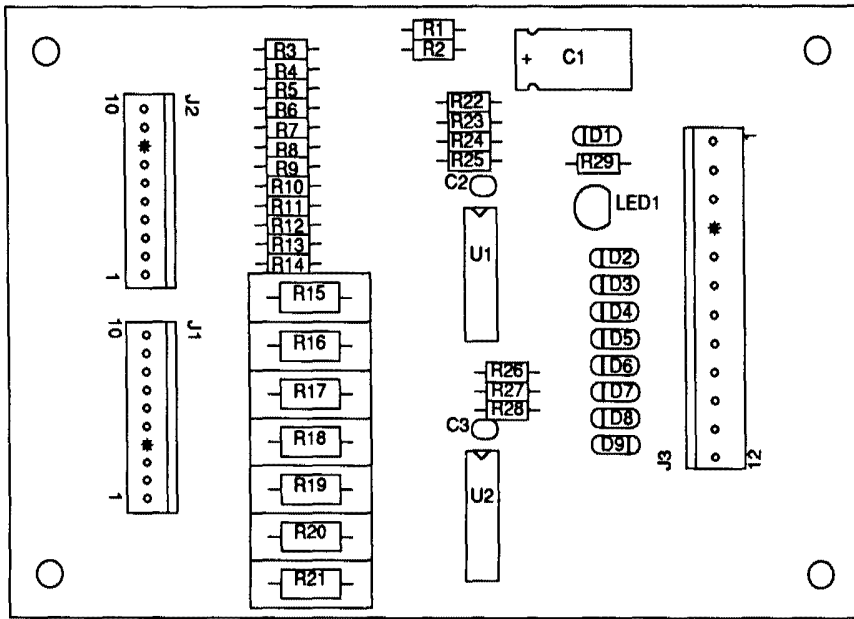 R1
R2
C1
+
R3
R4
R5
R6
R7
R8
R9
R10
R11
R12
R13
R14
R15
R16
R17
R18
R19
R20
R21
J2
10
1
J1
10
1
R22
R23
R24
R25
C2
U1
R26
R27
R28
C3
U2
D1
R29
LED1
D2
D3
D4
D5
D6
D7
D8
D9
J3
12